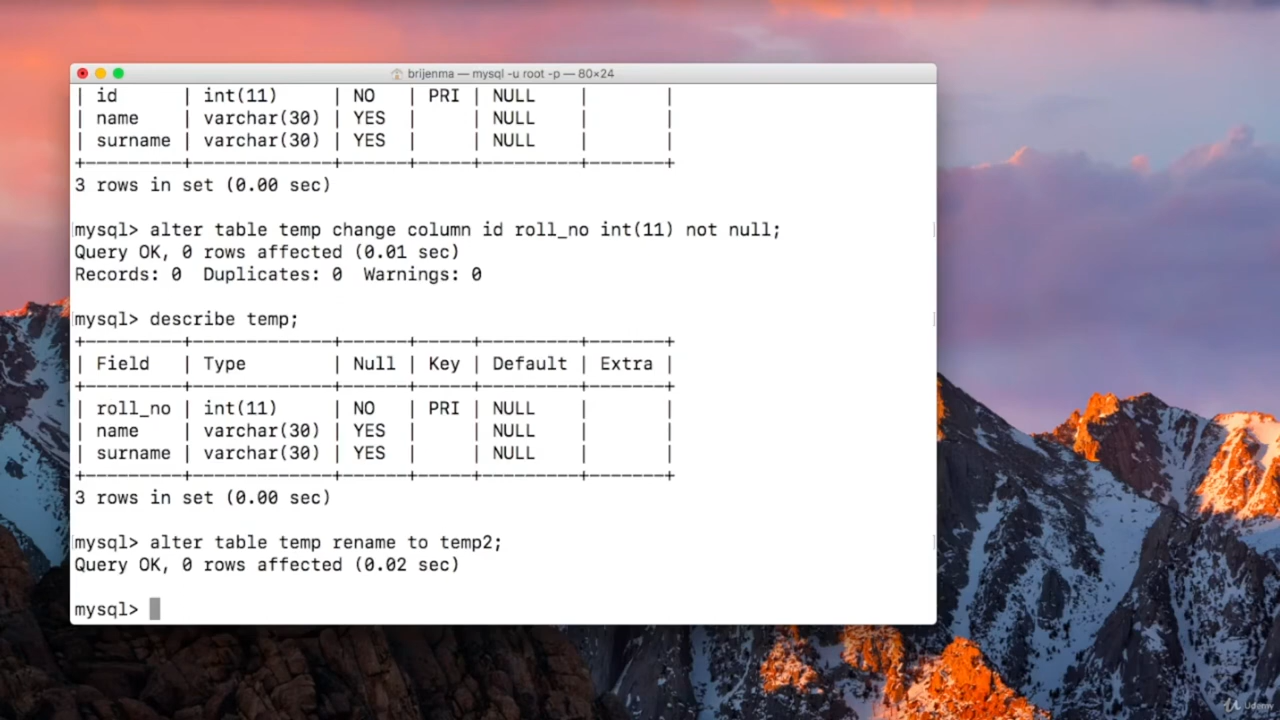 brijenma — mysql -u root -p — 80×24
| id | int(11) | NO | PRI | NULL | |
| name | varchar(30) | YES | | NULL | |
| surname | varchar(30) | YES | | NULL | |
+---------+-------------+------+-----+---------+-------+
3 rows in set (0.00 sec)
mysql> alter table temp change column id roll_no int(11) not null;
Query OK, 0 rows affected (0.01 sec)
Records: 0 Duplicates: 0 Warnings: 0
mysql> describe temp;
+---------+-------------+------+-----+---------+-------+
| Field | Type | Null | Key | Default | Extra |
+---------+-------------+------+-----+---------+-------+
| roll_no | int(11) | NO | PRI | NULL | |
| name | varchar(30) | YES | | NULL | |
| surname | varchar(30) | YES | | NULL | |
+---------+-------------+------+-----+---------+-------+
3 rows in set (0.00 sec)
mysql> alter table temp rename to temp2;
Query OK, 0 rows affected (0.02 sec)
mysql>
Udemy